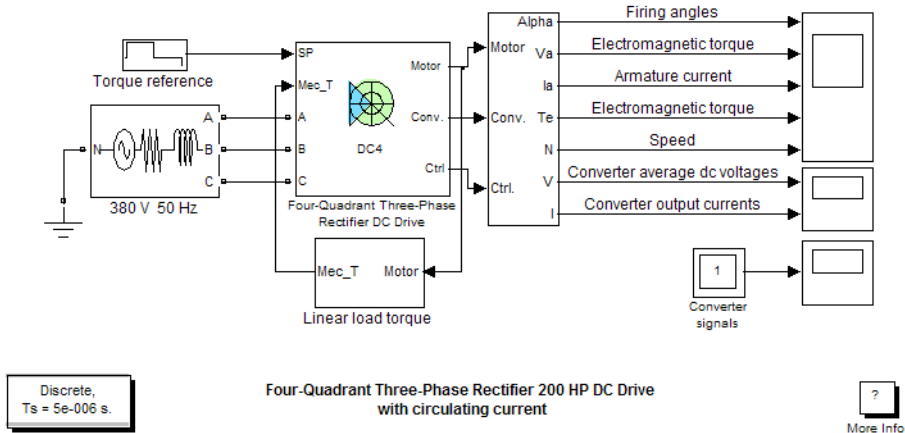 Torque reference
380 V 50 Hz
N
A
B
C
SP
Mec_T
A
B
C
Motor
Conv.
Ctrl
DC4
Four-Quadrant Three-Phase
Rectifier DC Drive
Mec_T Motor
Linear load torque
Motor
Conv.
Ctrl.
Alpha
Va
Ia
Te
N
V
I
Firing angles
Electromagnetic torque
Armature current
Electromagnetic torque
Speed
Converter average dc voltages
Converter output currents
1
Converter
signals
Discrete,
Ts = 5e-006 s.
Four-Quadrant Three-Phase Rectifier 200 HP DC Drive
with circulating current
?
More Info